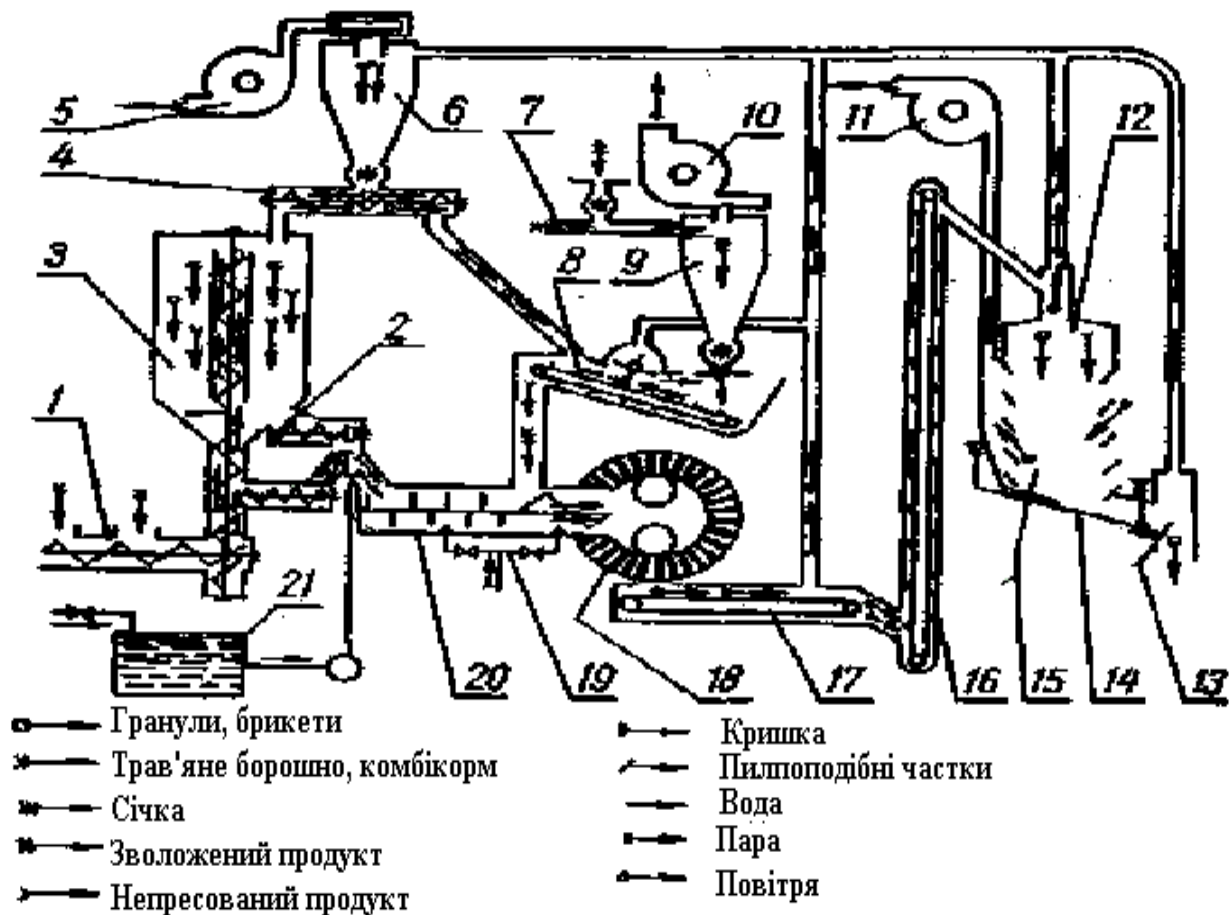 5
6
7
10
11
12
4
3
2
8
9
1
21
20
19
18
17
16
15
14
13
Гранули, брикети
Трав'яне борошно, комбікорм
Січка
Зволожений продукт
Непресований продукт
Кришка
Пилпоподібні частки
Вода
Пара
Повітря